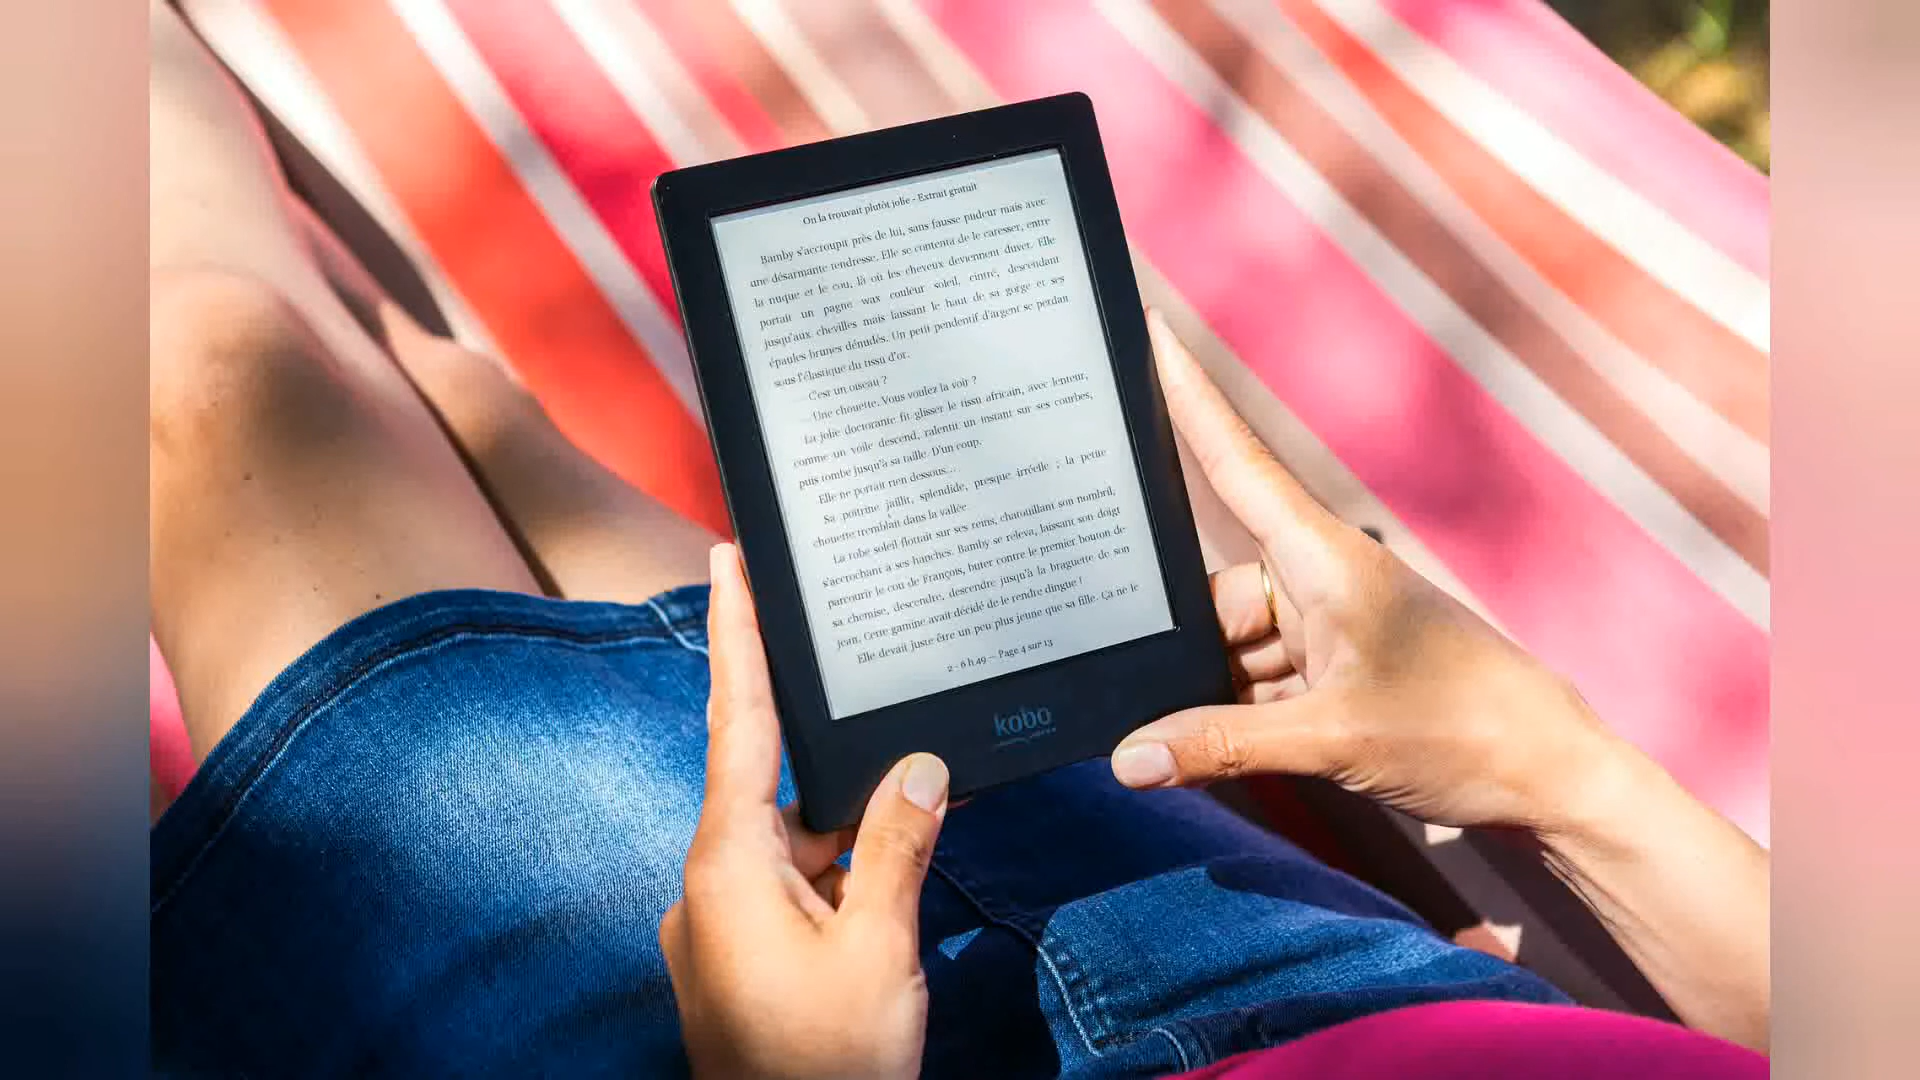 On la trouvait plutôt jolie - Extrait gratuit
Bamby s'accroupit près de lui, sans fausse pudeur mais avec
une désarmante tendresse. Elle se contenta de le caresser, entre
la nuque et le cou, là où les cheveux deviennent duvet. Elle
portait un pagne wax couleur soleil, cintré, descendant
jusqu'aux chevilles mais laissant le haut de sa gorge et ses
épaules brunes dénudés. Un petit pendentif d'argent se perdait
sous l'élastique du tissu d'or.
– C'est un oiseau ?
– Une chouette. Vous voulez la voir ?
La jolie doctorante fit glisser le tissu africain, avec lenteur,
comme un voile descend, ralentit un instant sur ses courbes,
puis tombe jusqu'à sa taille. D'un coup.
Elle ne portait rien dessous…
Sa poitrine jaillit, splendide, presque irréelle ; la petite
chouette tremblait dans la vallée.
La robe soleil flottait sur ses reins, chatouillant son nombril,
s'accrochant à ses hanches. Bamby se releva, laissant son doigt
parcourir le cou de François, buter contre le premier bouton de
sa chemise, descendre, descendre jusqu'à la braguette de son
jean. Cette gamine avait décidé de le rendre dingue !
Elle devait juste être un peu plus jeune que sa fille. Ça ne le
2 - 6 h 49 – Page 4 sur 13
kobo